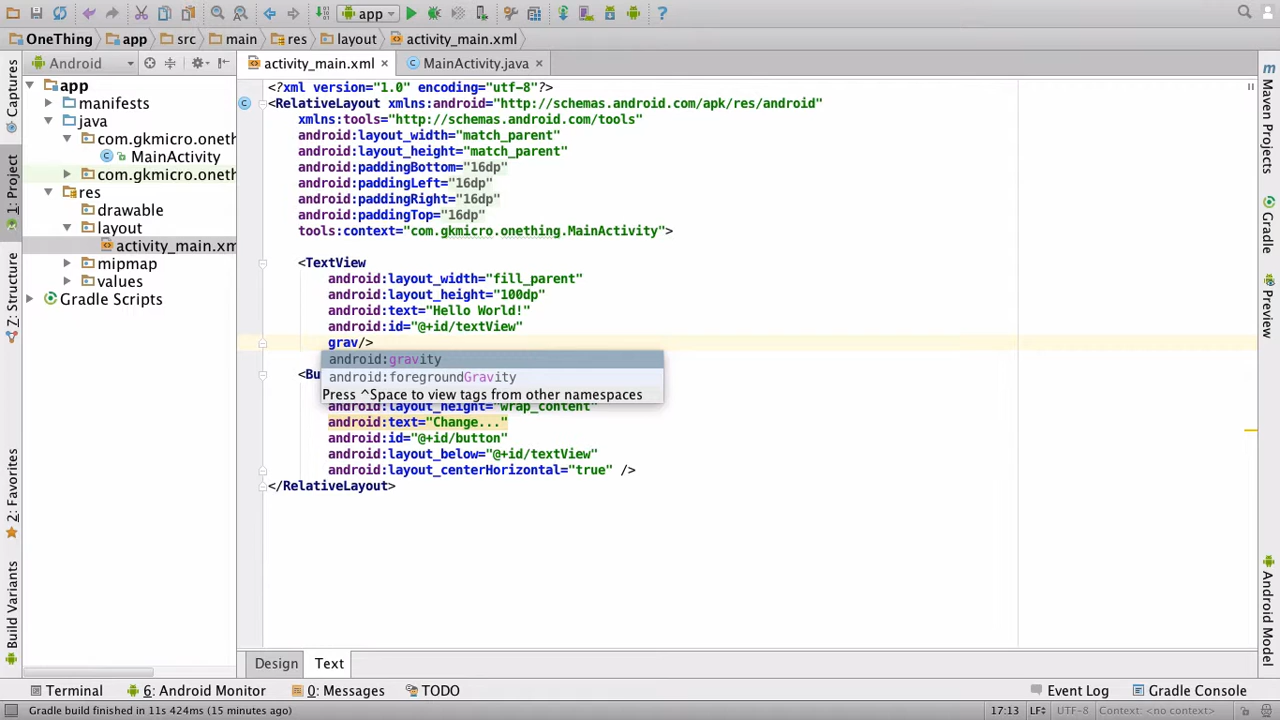 app
OneThing app src main res layout activity_main.xml
Android
activity_main.xml MainActivity.java
app
manifests
java
com.gkmicro.oneth
MainActivity
com.gkmicro.oneth
res
drawable
layout
activity_main.xm
mipmap
values
Gradle Scripts
Captures
1: Project
7: Structure
2: Favorites
Build Variants
<?xml version="1.0" encoding="utf-8"?>
<RelativeLayout xmlns:android="http://schemas.android.com/apk/res/android"
xmlns:tools="http://schemas.android.com/tools"
android:layout_width="match_parent"
android:layout_height="match_parent"
android:paddingBottom="16dp"
android:paddingLeft="16dp"
android:paddingRight="16dp"
android:paddingTop="16dp"
tools:context="com.gkmicro.onething.MainActivity">
<TextView
android:layout_width="fill_parent"
android:layout_height="100dp"
android:text="Hello World!"
android:id="@+id/textView"
grav/>
android:gravity
<Bu
android:foregroundGravity
Press ^Space to view tags from other namespaces
android:layout_height="wrap_content"
android:text="Change..."
android:id="@+id/button"
android:layout_below="@+id/textView"
android:layout_centerHorizontal="true" />
</RelativeLayout>
Maven Projects
Gradle
Preview
Android Model
Design Text
Terminal 6: Android Monitor 0: Messages TODO Event Log Gradle Console
Gradle build finished in 11s 424ms (15 minutes ago) 17:13 LF UTF-8 Context: <no context>